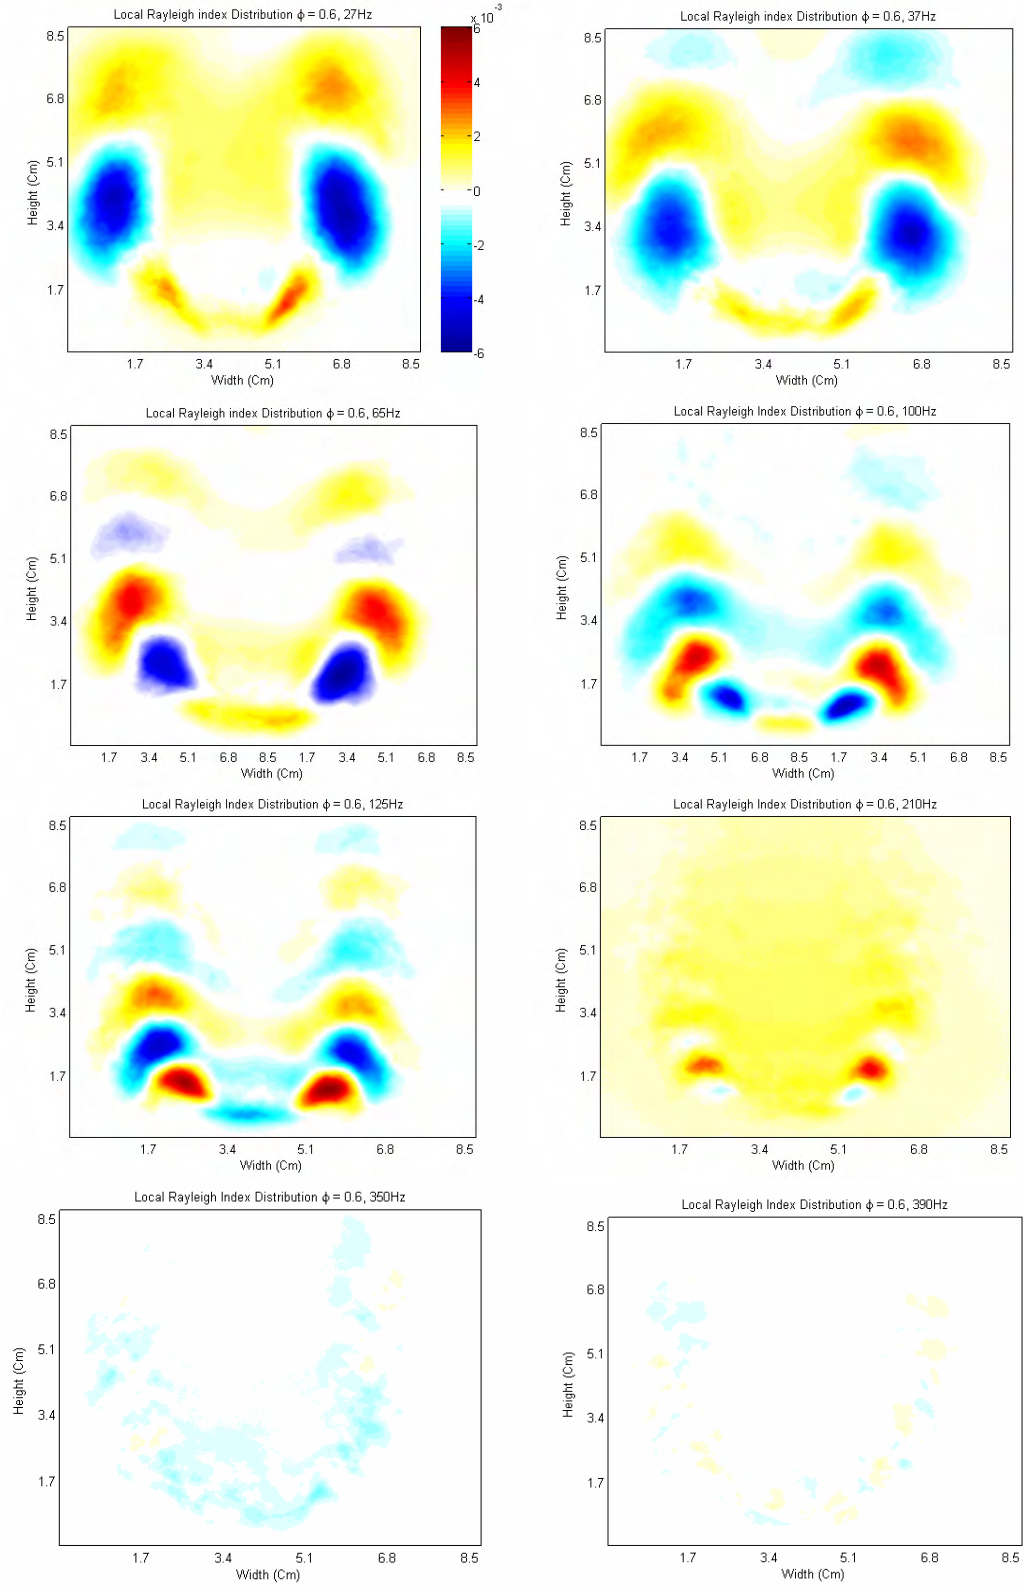 Local Rayleigh index Distribution ϕ = 0.6, 27Hz
x 10^-3
8.5
6.8
5.1
3.4
1.7
Height (Cm)
1.7 3.4 5.1 6.8 8.5
Width (Cm)
6
4
2
0
-2
-4
-6
Local Rayleigh index Distribution ϕ = 0.6, 37Hz
8.5
6.8
5.1
3.4
1.7
Height (Cm)
1.7 3.4 5.1 6.8 8.5
Width (Cm)
Local Rayleigh index Distribution ϕ = 0.6, 65Hz
8.5
6.8
5.1
3.4
1.7
Height (Cm)
1.7 3.4 5.1 6.8 8.5 1.7 3.4 5.1 6.8 8.5
Width (Cm)
Local Rayleigh Index Distribution ϕ = 0.6, 100Hz
8.5
6.8
5.1
3.4
1.7
Height (Cm)
1.7 3.4 5.1 6.8 8.5 1.7 3.4 5.1 6.8 8.5
Width (Cm)
Local Rayleigh Index Distribution ϕ = 0.6, 125Hz
8.5
6.8
5.1
3.4
1.7
Height (Cm)
1.7 3.4 5.1 6.8 8.5
Width (Cm)
Local Rayleigh Index Distribution ϕ = 0.6, 210Hz
8.5
6.8
5.1
3.4
1.7
Height (Cm)
1.7 3.4 5.1 6.8 8.5
Width (Cm)
Local Rayleigh Index Distribution ϕ = 0.6, 350Hz
8.5
6.8
5.1
3.4
1.7
Height (Cm)
1.7 3.4 5.1 6.8 8.5
Width (Cm)
Local Rayleigh Index Distribution ϕ = 0.6, 390Hz
8.5
6.8
5.1
3.4
1.7
Height (Cm)
1.7 3.4 5.1 6.8 8.5
Width (Cm)